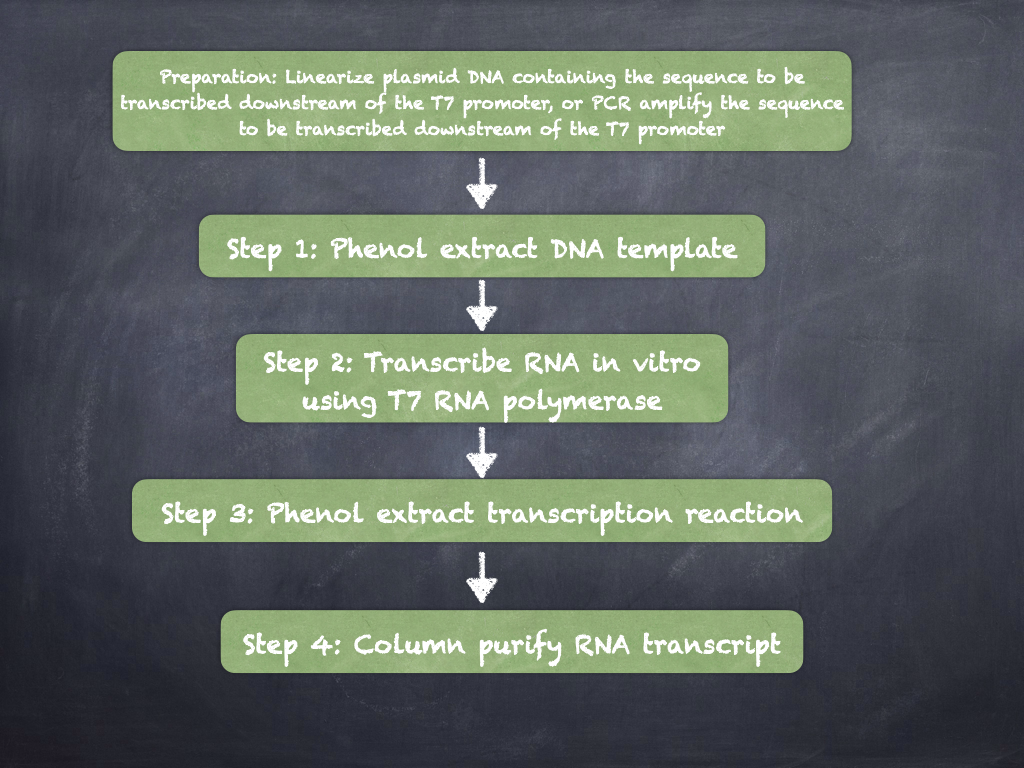 Preparation: Linearize plasmid DNA containing the sequence to be
transcribed downstream of the T7 promoter, or PCR amplify the sequence
to be transcribed downstream of the T7 promoter
Step 1: Phenol extract DNA template
Step 2: Transcribe RNA in vitro
using T7 RNA polymerase
Step 3: Phenol extract transcription reaction
Step 4: Column purify RNA transcript